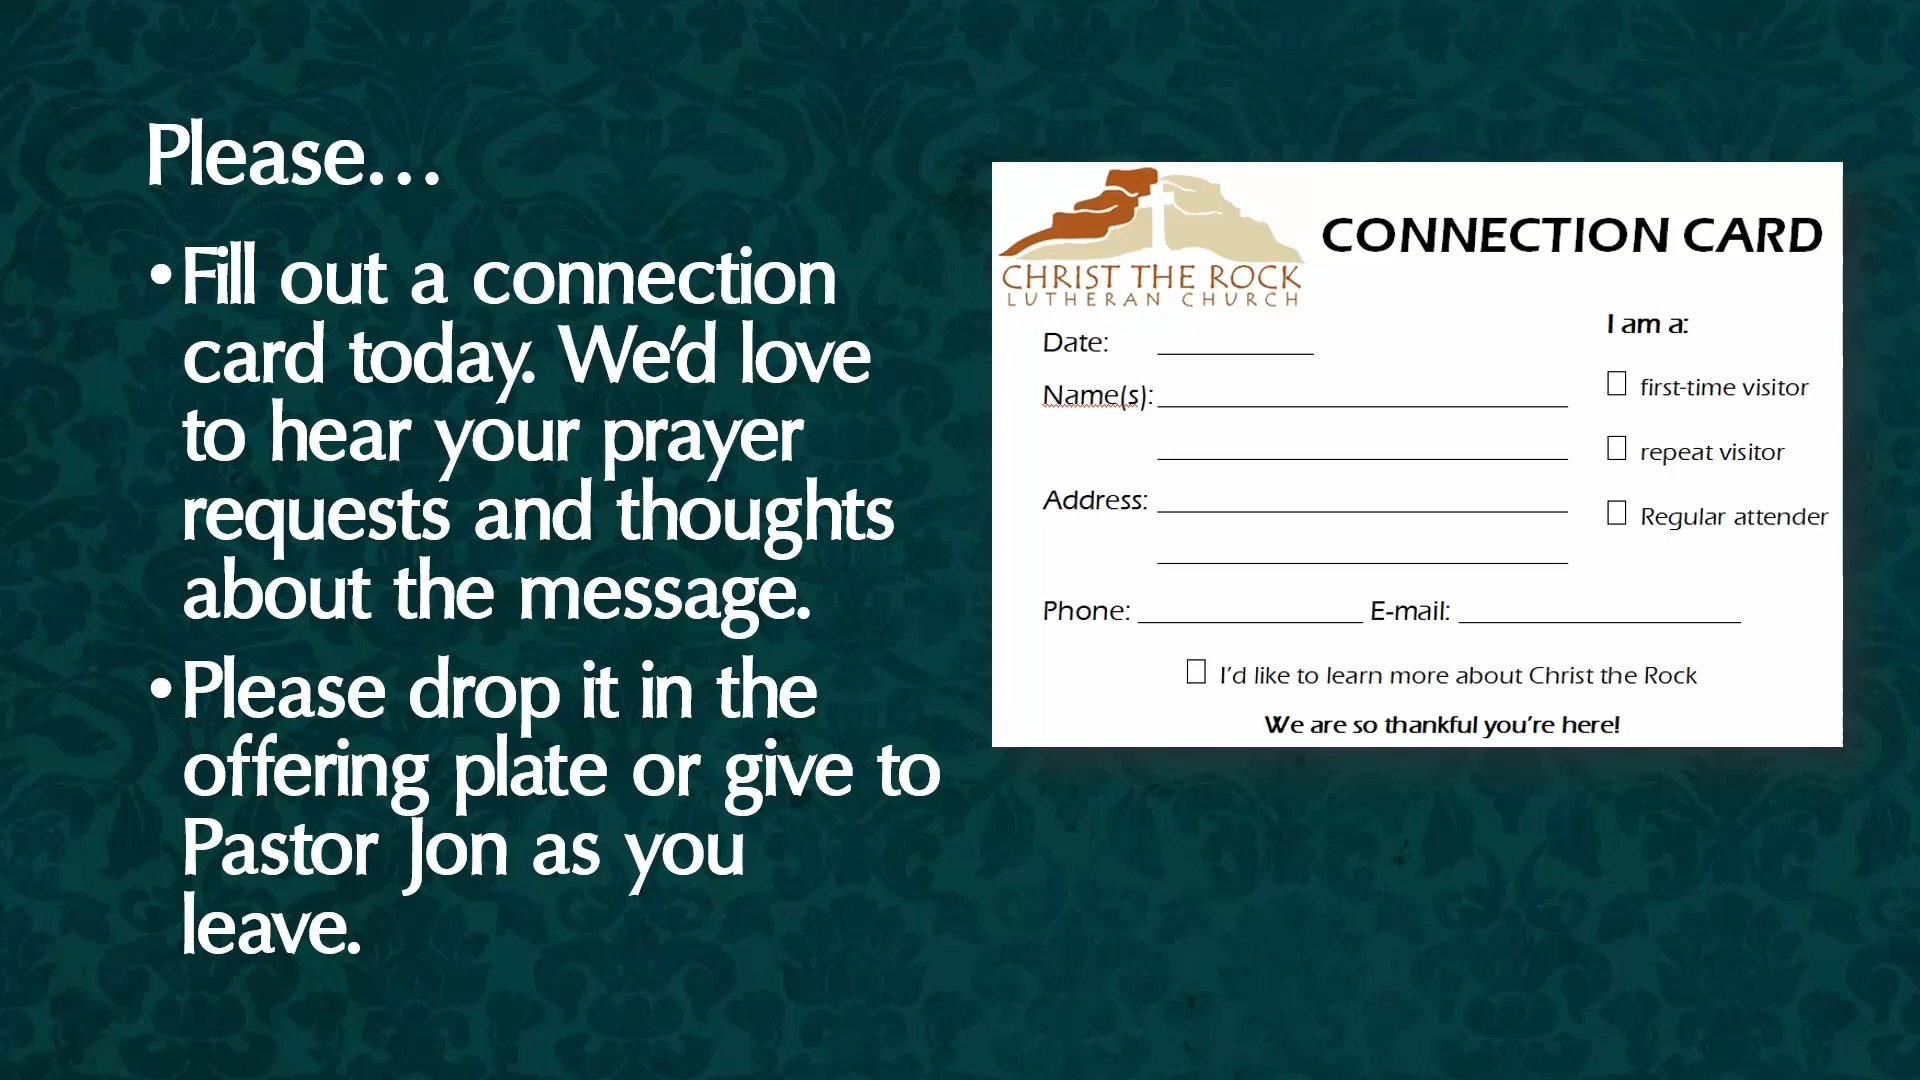 Please…
•Fill out a connection
card today. We’d love
to hear your prayer
requests and thoughts
about the message.
•Please drop it in the
offering plate or give to
Pastor Jon as you
leave.
CHRIST THE ROCK
LUTHERAN CHURCH
CONNECTION CARD
I am a:
Date:
Name(s):
first-time visitor
repeat visitor
Address:
Regular attender
Phone: E-mail:
I’d like to learn more about Christ the Rock
We are so thankful you’re here!